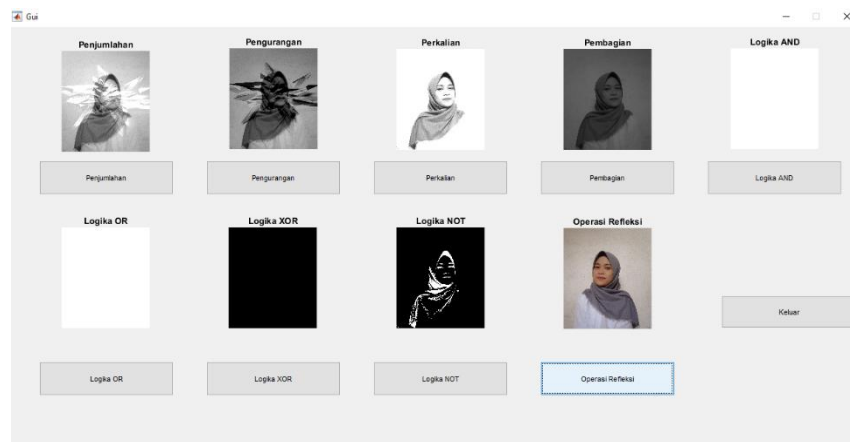 Gui
Penjumlahan Pengurangan Perkalian Pembagian Logika AND
Penjumlahan Pengurangan Perkalian Pembagian Logika AND
Logika OR Logika XOR Logika NOT Operasi Refleksi
Keluar
Logika OR Logika XOR Logika NOT Operasi Refleksi